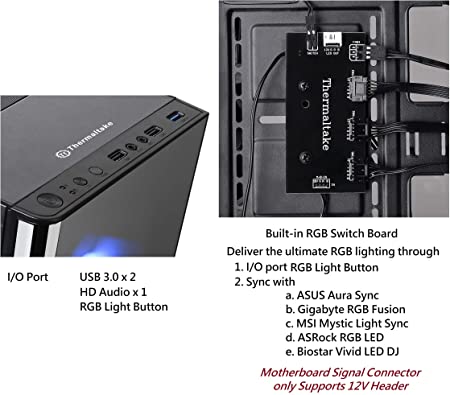 Thermaltake
I/O Port
USB 3.0 x 2
HD Audio x 1
RGB Light Button
Thermaltake
Built-in RGB Switch Board
Deliver the ultimate RGB lighting through
1. I/O port RGB Light Button
2. Sync with
a. ASUS Aura Sync
b. Gigabyte RGB Fusion
c. MSI Mystic Light Sync
d. ASRock RGB LED
e. Biostar Vivid LED DJ
Motherboard Signal Connector
only Supports 12V Header